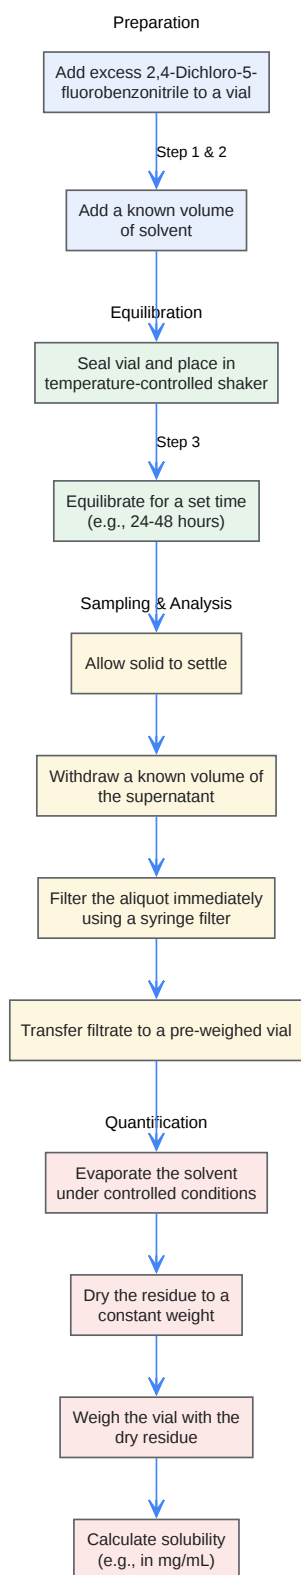 Preparation
Add excess 2,4-Dichloro-5-
fluorobenzonitrile to a vial
Step 1 & 2
Add a known volume
of solvent
Equilibration
Seal vial and place in
temperature-controlled shaker
Step 3
Equilibrate for a set time
(e.g., 24-48 hours)
Sampling & Analysis
Allow solid to settle
Withdraw a known volume of
the supernatant
Filter the aliquot immediately
using a syringe filter
Transfer filtrate to a pre-weighed vial
Quantification
Evaporate the solvent
under controlled conditions
Dry the residue to a
constant weight
Weigh the vial with the
dry residue
Calculate solubility
(e.g., in mg/mL)